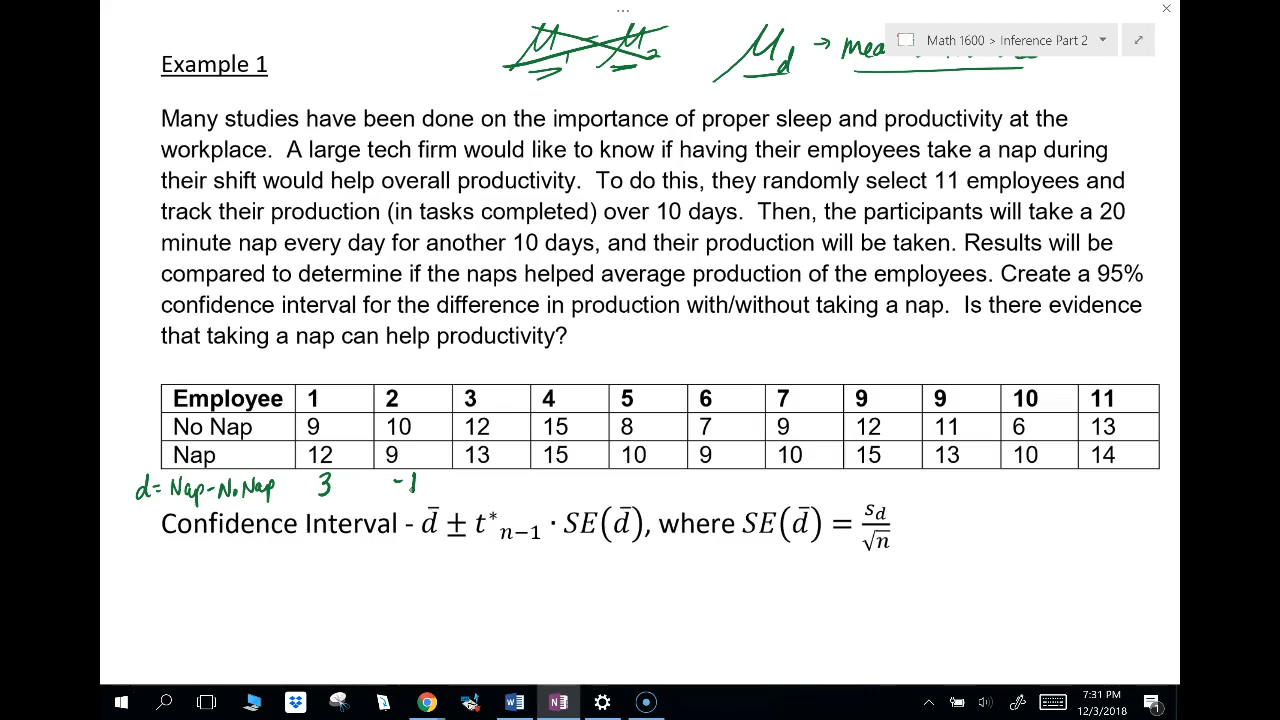 Example 1
μ1 μ2
μd → mea
Math 1600 > Inference Part 2
Many studies have been done on the importance of proper sleep and productivity at the
workplace. A large tech firm would like to know if having their employees take a nap during
their shift would help overall productivity. To do this, they randomly select 11 employees and
track their production (in tasks completed) over 10 days. Then, the participants will take a 20
minute nap every day for another 10 days, and their production will be taken. Results will be
compared to determine if the naps helped average production of the employees. Create a 95%
confidence interval for the difference in production with/without taking a nap. Is there evidence
that taking a nap can help productivity?
Employee 1 2 3 4 5 6 7 9 9 10 11
No Nap 9 10 12 15 8 7 9 12 11 6 13
Nap 12 9 13 15 10 9 10 15 13 10 14
d = Nap - No Nap 3 -1
Confidence Interval - d̄ ± t*ₙ₋₁ · SE(d̄), where SE(d̄) = s_d/√n
7:31 PM
12/3/2018
1